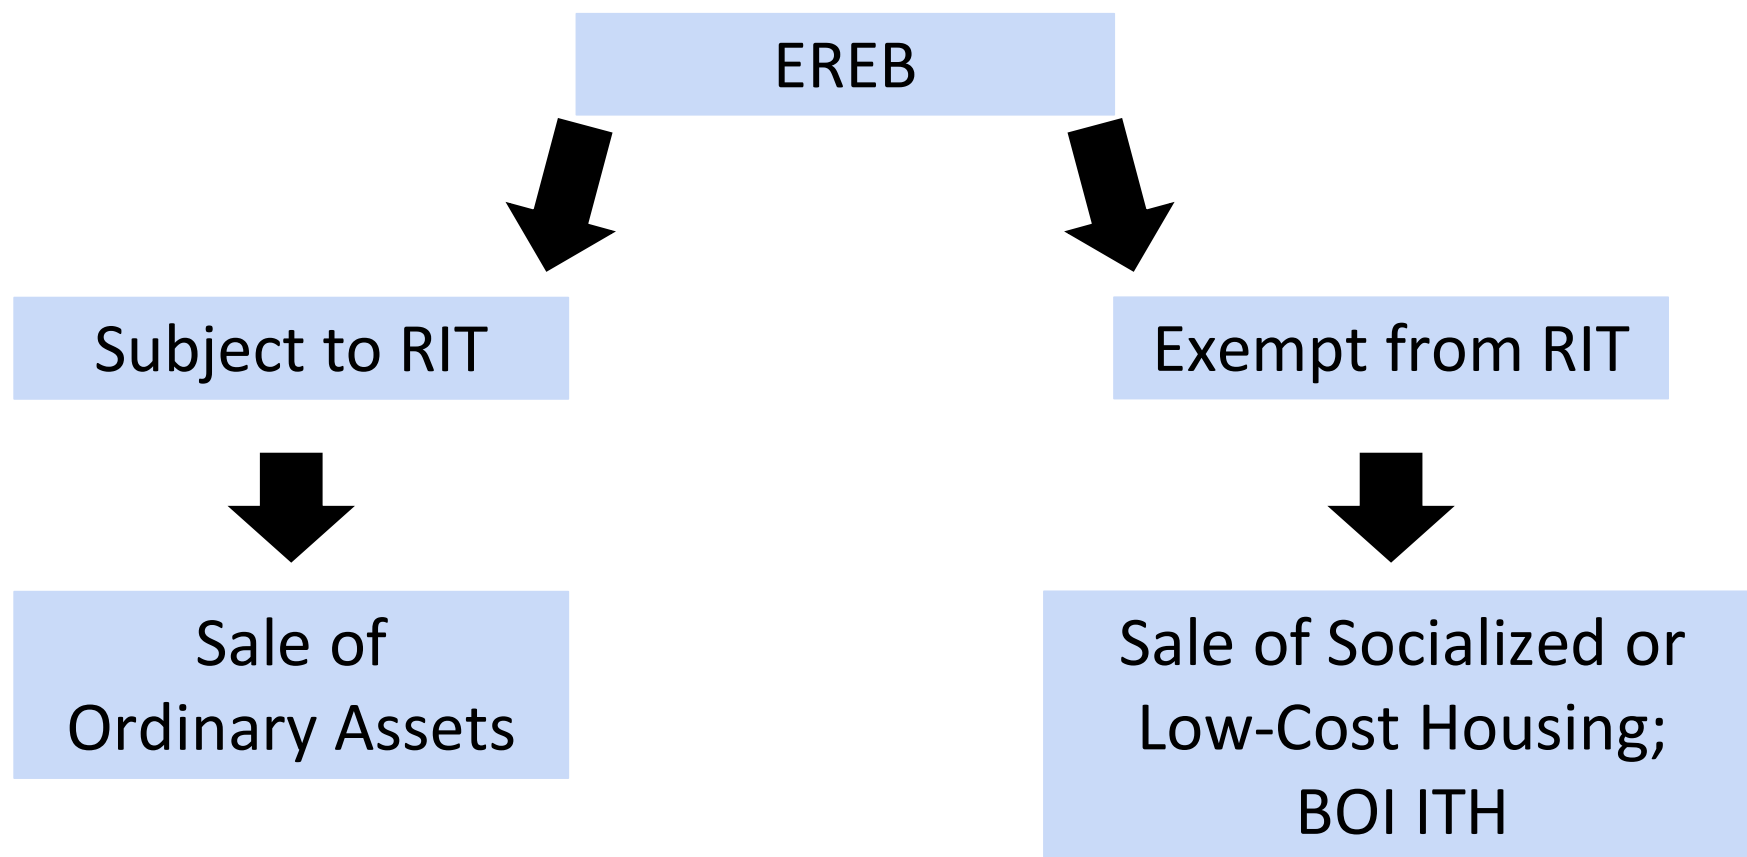 EREB
Subject to RIT
Exempt from RIT
Sale of
Ordinary Assets
Sale of Socialized or
Low-Cost Housing;
BOI ITH